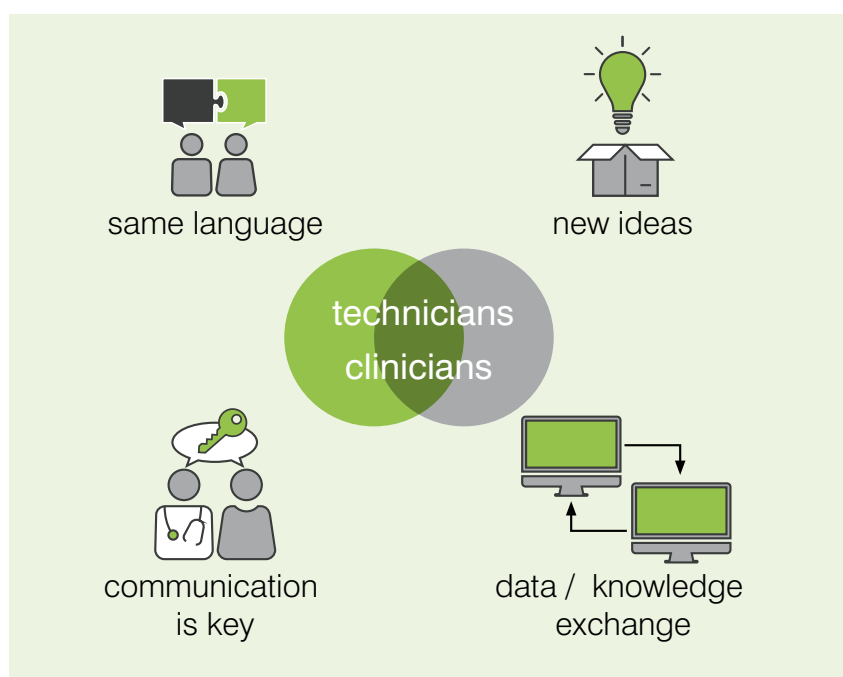 same language
new ideas
technicians
clinicians
communication
is key
data / knowledge
exchange